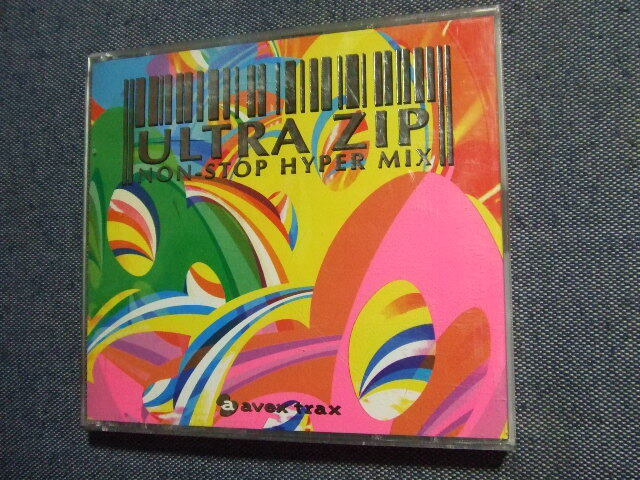 ULTRA ZIP
NON-STOP HYPER MIX
a avex trax